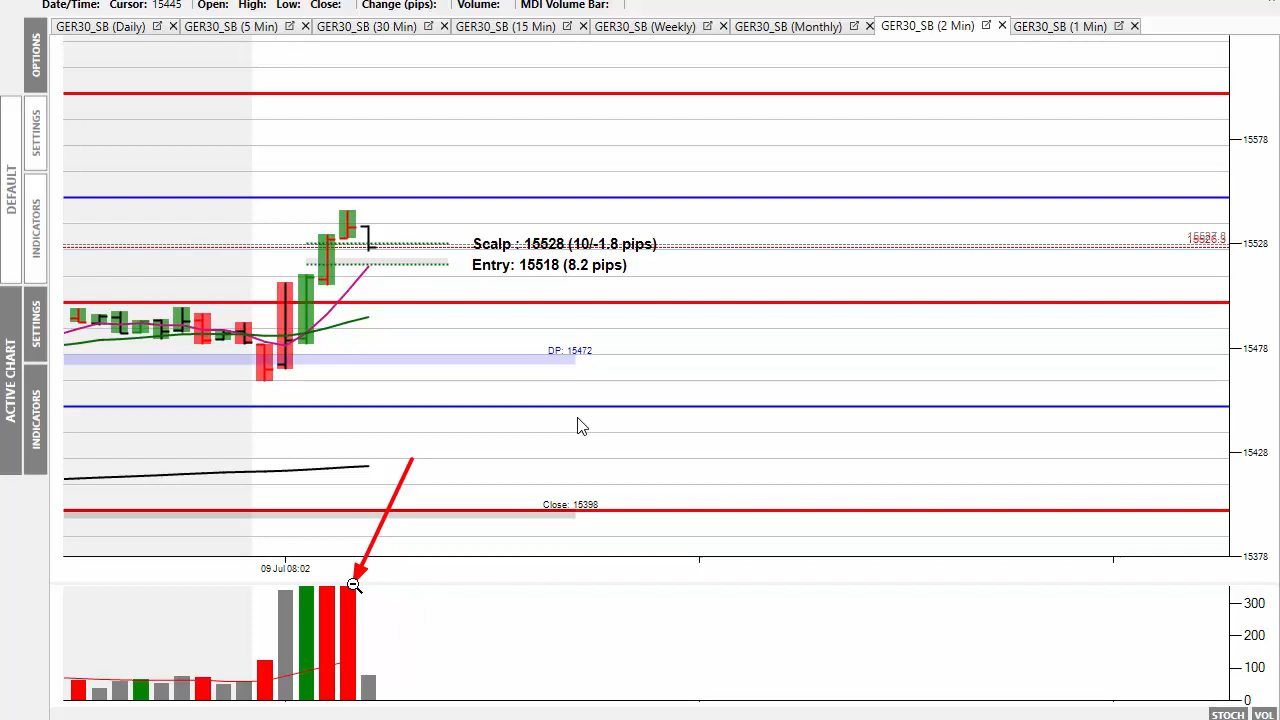 Date/Time: Cursor: 15445 Open: High: Low: Close: Change (pips): Volume: MDI Volume Bar:
GER30_SB (Daily) GER30_SB (5 Min) GER30_SB (30 Min) GER30_SB (15 Min) GER30_SB (Weekly) GER30_SB (Monthly) GER30_SB (2 Min) GER30_SB (1 Min)
OPTIONS
DEFAULT
SETTINGS
INDICATORS
ACTIVE CHART
SETTINGS
INDICATORS
15578
Scalp : 15528 (10/-1.8 pips)
15528
Entry: 15518 (8.2 pips)
DP: 15472
15478
15428
Close: 15398
15378
09 Jul 08:02
300
200
100
0
STOCH VOL